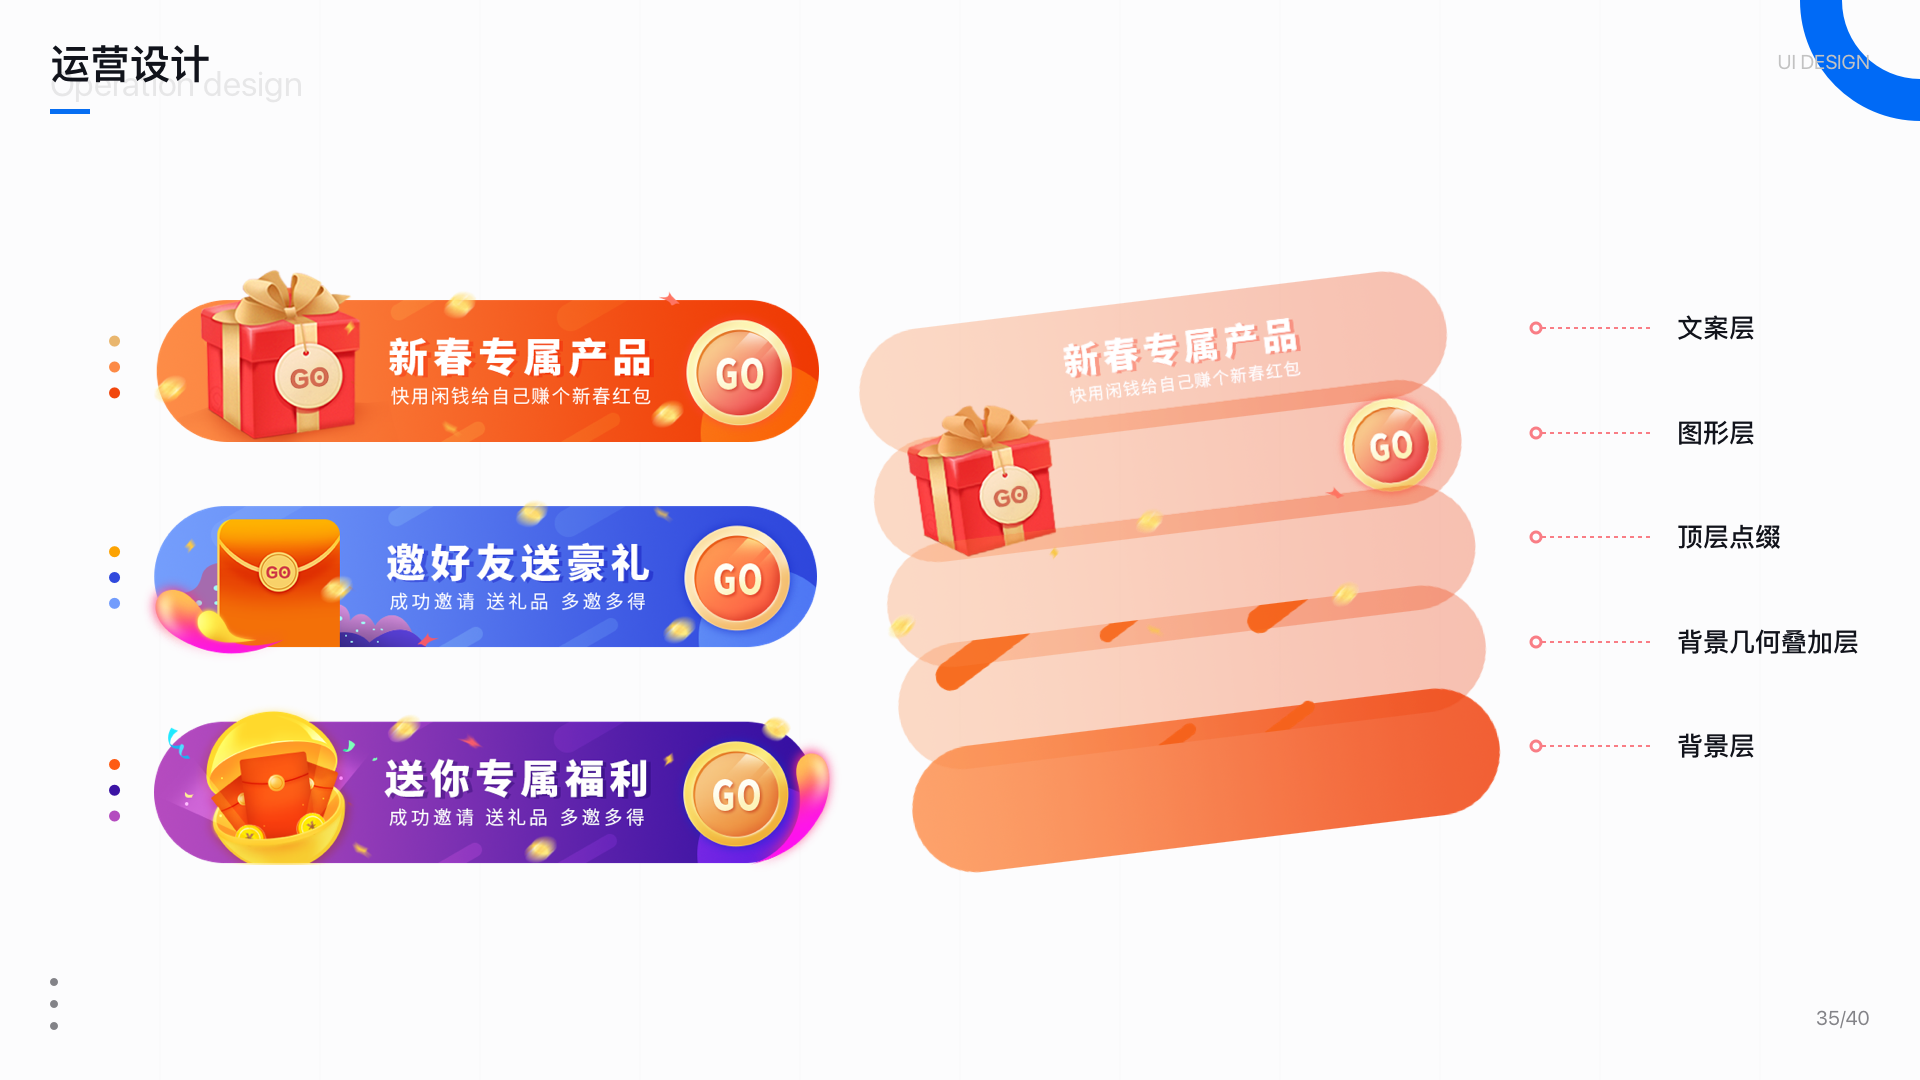 运营设计
Operation design
UI DESIGN
GO
新春专属产品
快用闲钱给自己赚个新春红包
GO
GO
邀好友送豪礼
成功邀请 送礼品 多邀多得
GO
送你专属福利
成功邀请 送礼品 多邀多得
GO
新春专属产品
快用闲钱给自己赚个新春红包
GO
GO
文案层
图形层
顶层点缀
背景几何叠加层
背景层
35/40